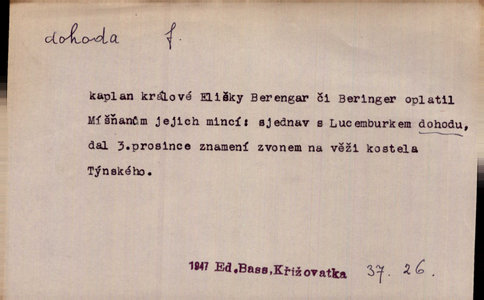 dohoda f.
kaplan králové Elišky Berengar či Beringer oplatil
Míšňanům jejich mincí: sjednav s Lucemburkem dohodu,
dal 3.prosince znamení zvonem na věži kostela
Týnského.
1947 Ed.Bass,Křižovatka 37. 26.